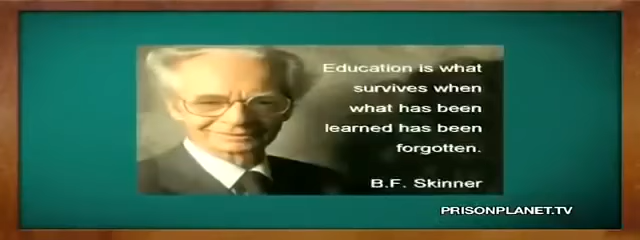 Education is what
survives when
what has been
learned has been
forgotten.
B.F. Skinner
PRISONPLANET.TV